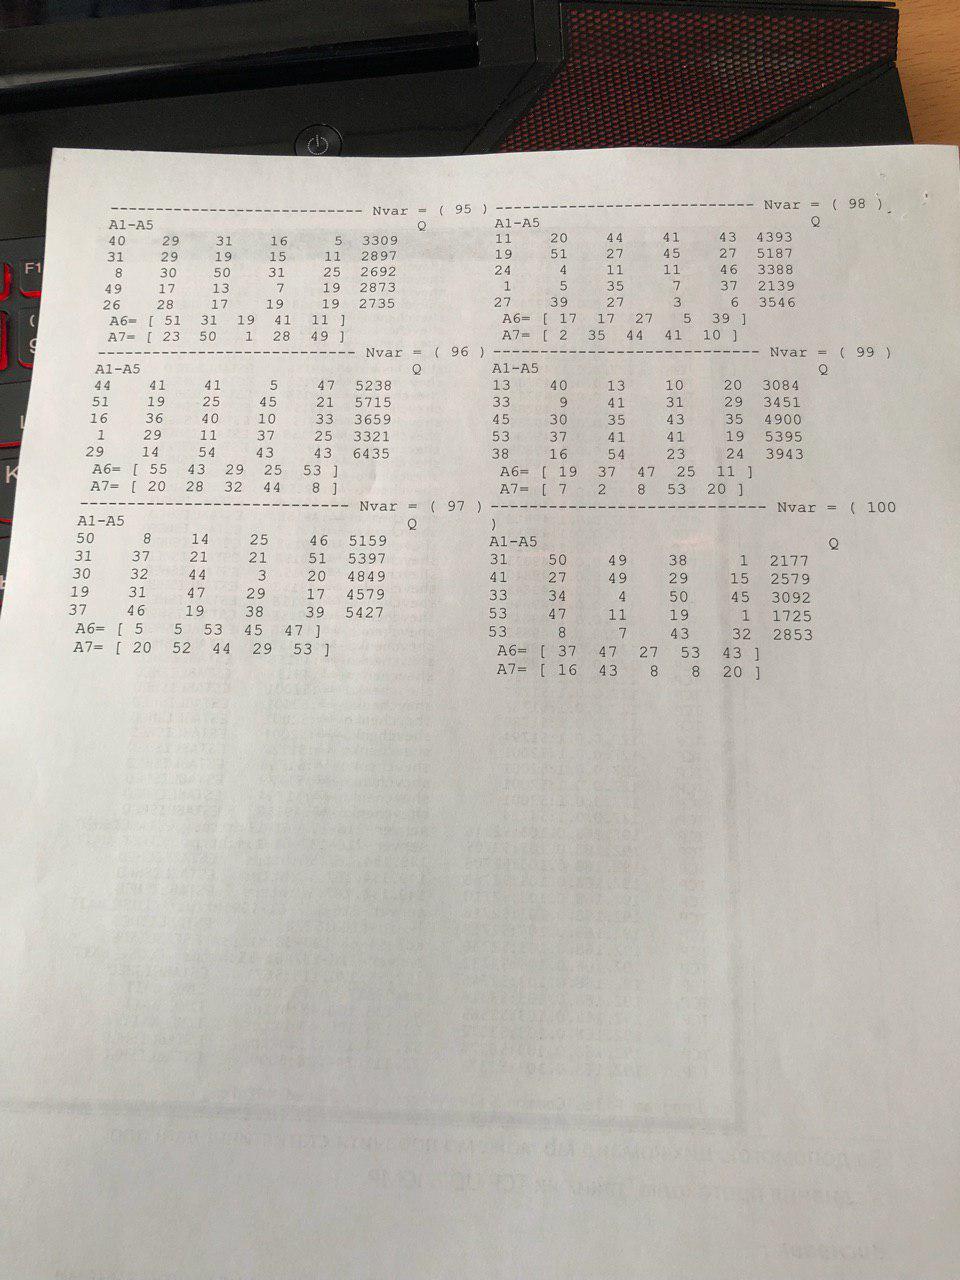 ---------------------------- Nvar = ( 95 )
A1-A5 Q
40 29 31 16 5 3309
31 29 19 15 11 2897
8 30 50 31 25 2692
49 17 13 7 19 2873
26 28 17 19 19 2735
A6= [ 51 31 19 41 11 ]
A7= [ 23 50 1 28 49 ]
---------------------------- Nvar = ( 96 )
A1-A5 Q
44 41 41 5 47 5238
51 19 25 45 21 5715
16 36 40 10 33 3659
1 29 11 37 25 3321
29 14 54 43 43 6435
A6= [ 55 43 29 25 53 ]
A7= [ 20 28 32 44 8 ]
---------------------------- Nvar = ( 97 )
A1-A5 Q
50 8 14 25 46 5159
31 37 21 21 51 5397
30 32 44 3 20 4849
19 31 47 29 17 4579
37 46 19 38 39 5427
A6= [ 5 5 53 45 47 ]
A7= [ 20 52 44 29 53 ]
---------------------------- Nvar = ( 98 )
A1-A5 Q
11 20 44 41 43 4393
19 51 27 45 27 5187
24 4 11 11 46 3388
1 5 35 7 37 2139
27 39 27 3 6 3546
A6= [ 17 17 27 5 39 ]
A7= [ 2 35 44 41 10 ]
---------------------------- Nvar = ( 99 )
A1-A5 Q
13 40 13 10 20 3084
33 9 41 31 29 3451
45 30 35 43 35 4900
53 37 41 41 19 5395
38 16 54 23 24 3943
A6= [ 19 37 47 25 11 ]
A7= [ 7 2 8 53 20 ]
---------------------------- Nvar = ( 100
)
A1-A5 Q
31 50 49 38 1 2177
41 27 49 29 15 2579
33 34 4 50 45 3092
53 47 11 19 1 1725
53 8 7 43 32 2853
A6= [ 37 47 27 53 43 ]
A7= [ 16 43 8 8 20 ]
F1